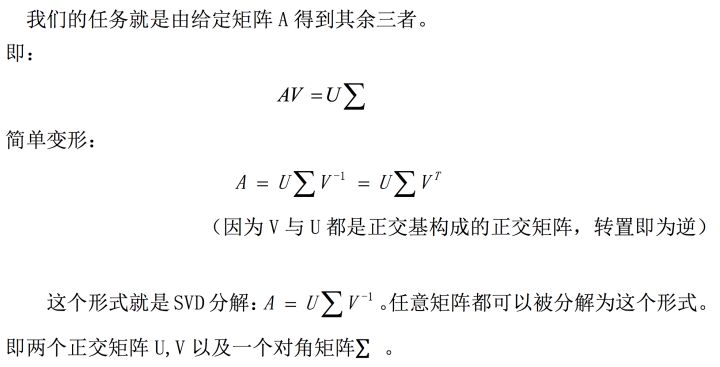 我们的任务就是由给定矩阵 A 得到其余三者。
即：
AV = U∑
简单变形：
A = U∑V⁻¹ = U∑Vᵀ
（因为 V 与 U 都是正交基构成的正交矩阵，转置即为逆）
这个形式就是 SVD 分解：A = U∑V⁻¹。任意矩阵都可以被分解为这个形式。
即两个正交矩阵 U,V 以及一个对角矩阵∑ 。